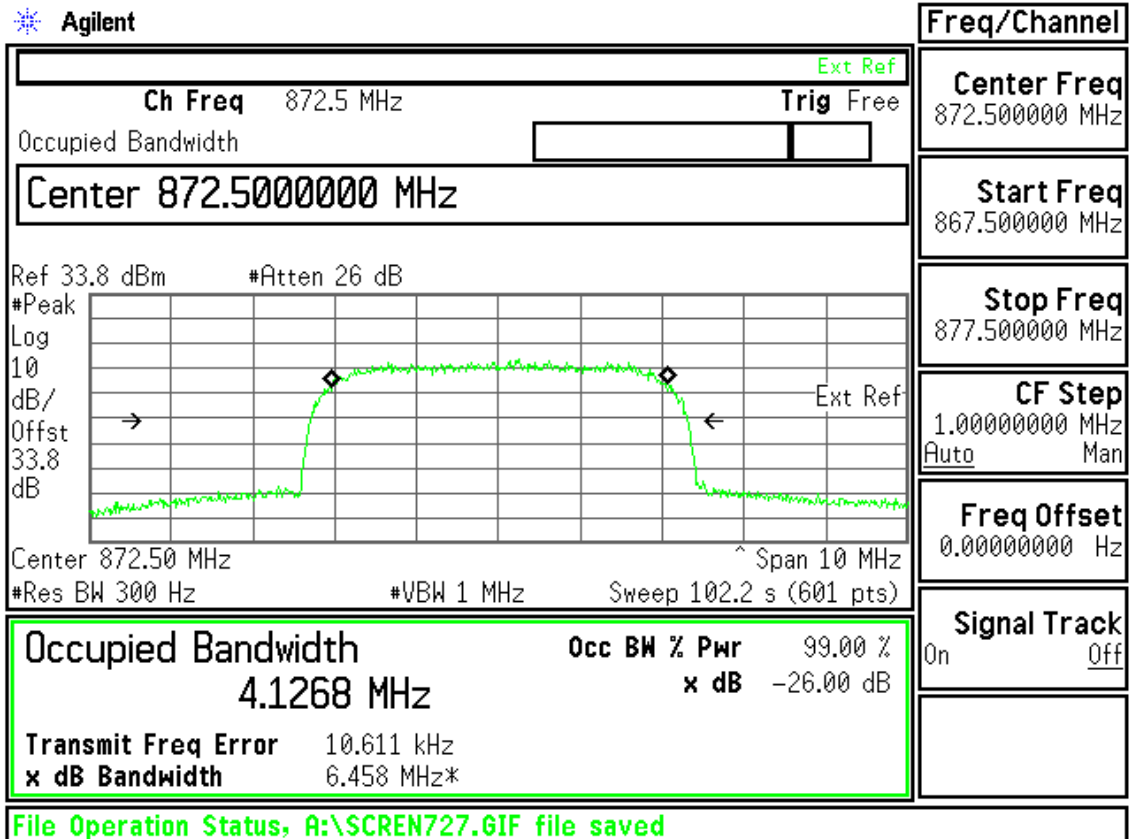 Agilent
Freq/Channel
Ext Ref
Ch Freq 872.5 MHz Trig Free
Occupied Bandwidth
Center 872.5000000 MHz
Ref 33.8 dBm #Atten 26 dB
#Peak
Log
10
dB/
Offst
33.8
dB
Ext Ref
Center 872.50 MHz ^ Span 10 MHz
#Res BW 300 Hz #VBW 1 MHz Sweep 102.2 s (601 pts)
Occupied Bandwidth
4.1268 MHz
Occ BW % Pwr 99.00 %
x dB -26.00 dB
Transmit Freq Error 10.611 kHz
x dB Bandwidth 6.458 MHz*
File Operation Status, A:\SCREN727.GIF file saved
Center Freq
872.500000 MHz
Start Freq
867.500000 MHz
Stop Freq
877.500000 MHz
CF Step
1.00000000 MHz
Auto Man
Freq Offset
0.00000000 Hz
Signal Track
On Off